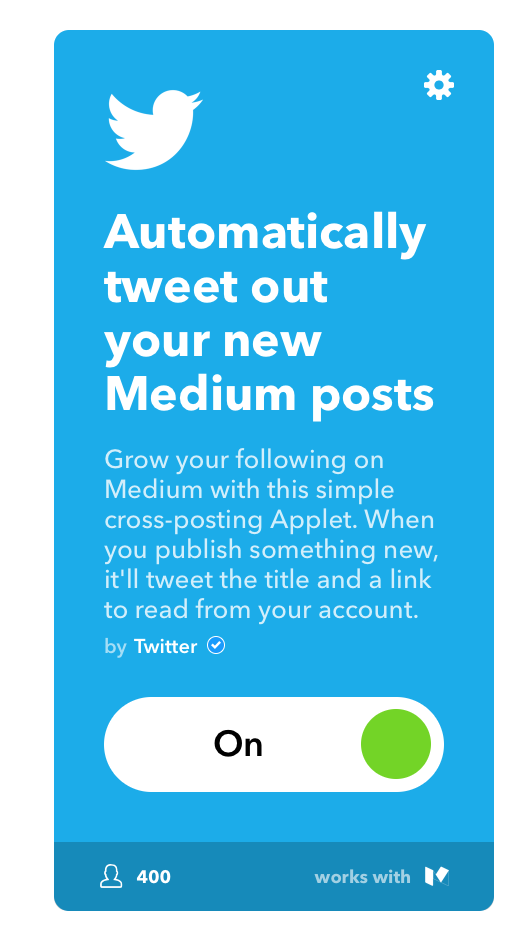 Automatically
tweet out
your new
Medium posts
Grow your following on
Medium with this simple
cross-posting Applet. When
you publish something new,
it'll tweet the title and a link
to read from your account.
by Twitter
On
400
works with